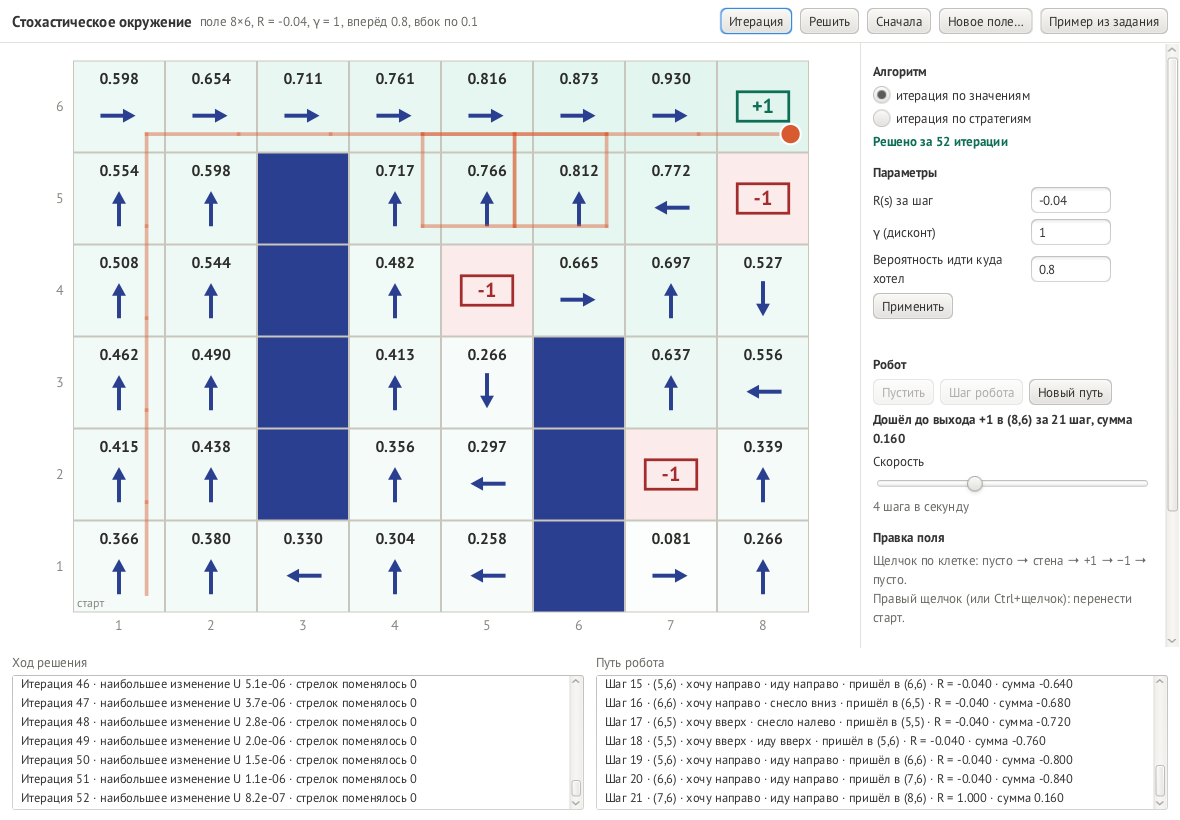 Стохастическое окружение поле 8×6, R = -0.04, γ = 1, вперёд 0.8, вбок по 0.1
Итерация Решить Сначала Новое поле... Пример из задания
6 0.598 0.654 0.711 0.761 0.816 0.873 0.930 +1
5 0.554 0.598 0.717 0.766 0.812 0.772 -1
4 0.508 0.544 0.482 -1 0.665 0.697 0.527
3 0.462 0.490 0.413 0.266 0.637 0.556
2 0.415 0.438 0.356 0.297 -1 0.339
1 0.366 0.380 0.330 0.304 0.258 0.081 0.266
старт
1 2 3 4 5 6 7 8
Алгоритм
итерация по значениям
итерация по стратегиям
Решено за 52 итерации
Параметры
R(s) за шаг -0.04
γ (дисконт) 1
Вероятность идти куда
хотел 0.8
Применить
Робот
Пустить Шаг робота Новый путь
Дошёл до выхода +1 в (8,6) за 21 шаг, сумма
0.160
Скорость
4 шага в секунду
Правка поля
Щелчок по клетке: пусто → стена → +1 → −1 →
пусто.
Правый щелчок (или Ctrl+щелчок): перенести
старт.
Ход решения
Итерация 46 · наибольшее изменение U 5.1e-06 · стрелок поменялось 0
Итерация 47 · наибольшее изменение U 3.7e-06 · стрелок поменялось 0
Итерация 48 · наибольшее изменение U 2.8e-06 · стрелок поменялось 0
Итерация 49 · наибольшее изменение U 2.0e-06 · стрелок поменялось 0
Итерация 50 · наибольшее изменение U 1.5e-06 · стрелок поменялось 0
Итерация 51 · наибольшее изменение U 1.1e-06 · стрелок поменялось 0
Итерация 52 · наибольшее изменение U 8.2e-07 · стрелок поменялось 0
Путь робота
Шаг 15 · (5,6) · хочу направо · иду направо · пришёл в (6,6) · R = -0.040 · сумма -0.640
Шаг 16 · (6,6) · хочу направо · снесло вниз · пришёл в (6,5) · R = -0.040 · сумма -0.680
Шаг 17 · (6,5) · хочу вверх · снесло налево · пришёл в (5,5) · R = -0.040 · сумма -0.720
Шаг 18 · (5,5) · хочу вверх · иду вверх · пришёл в (5,6) · R = -0.040 · сумма -0.760
Шаг 19 · (5,6) · хочу направо · иду направо · пришёл в (6,6) · R = -0.040 · сумма -0.800
Шаг 20 · (6,6) · хочу направо · иду направо · пришёл в (7,6) · R = -0.040 · сумма -0.840
Шаг 21 · (7,6) · хочу направо · иду направо · пришёл в (8,6) · R = 1.000 · сумма 0.160